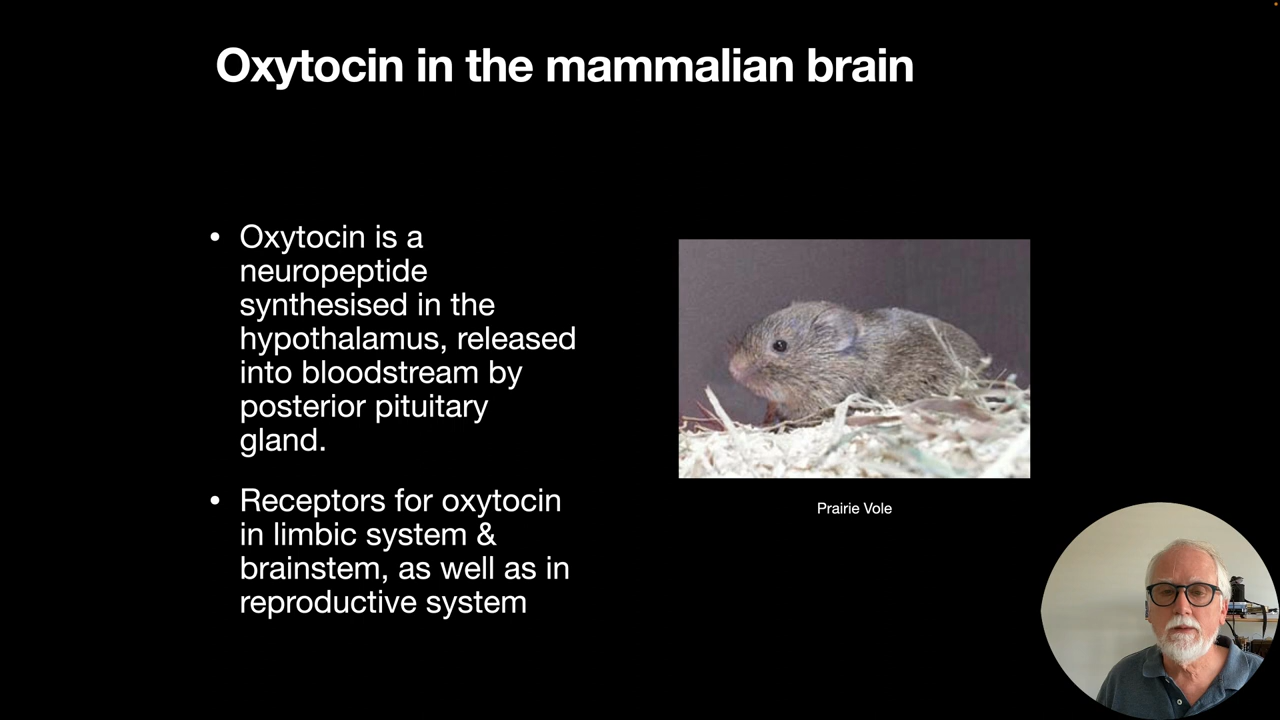 Oxytocin in the mammalian brain
• Oxytocin is a
neuropeptide
synthesised in the
hypothalamus, released
into bloodstream by
posterior pituitary
gland.
• Receptors for oxytocin
in limbic system &
brainstem, as well as in
reproductive system
Prairie Vole